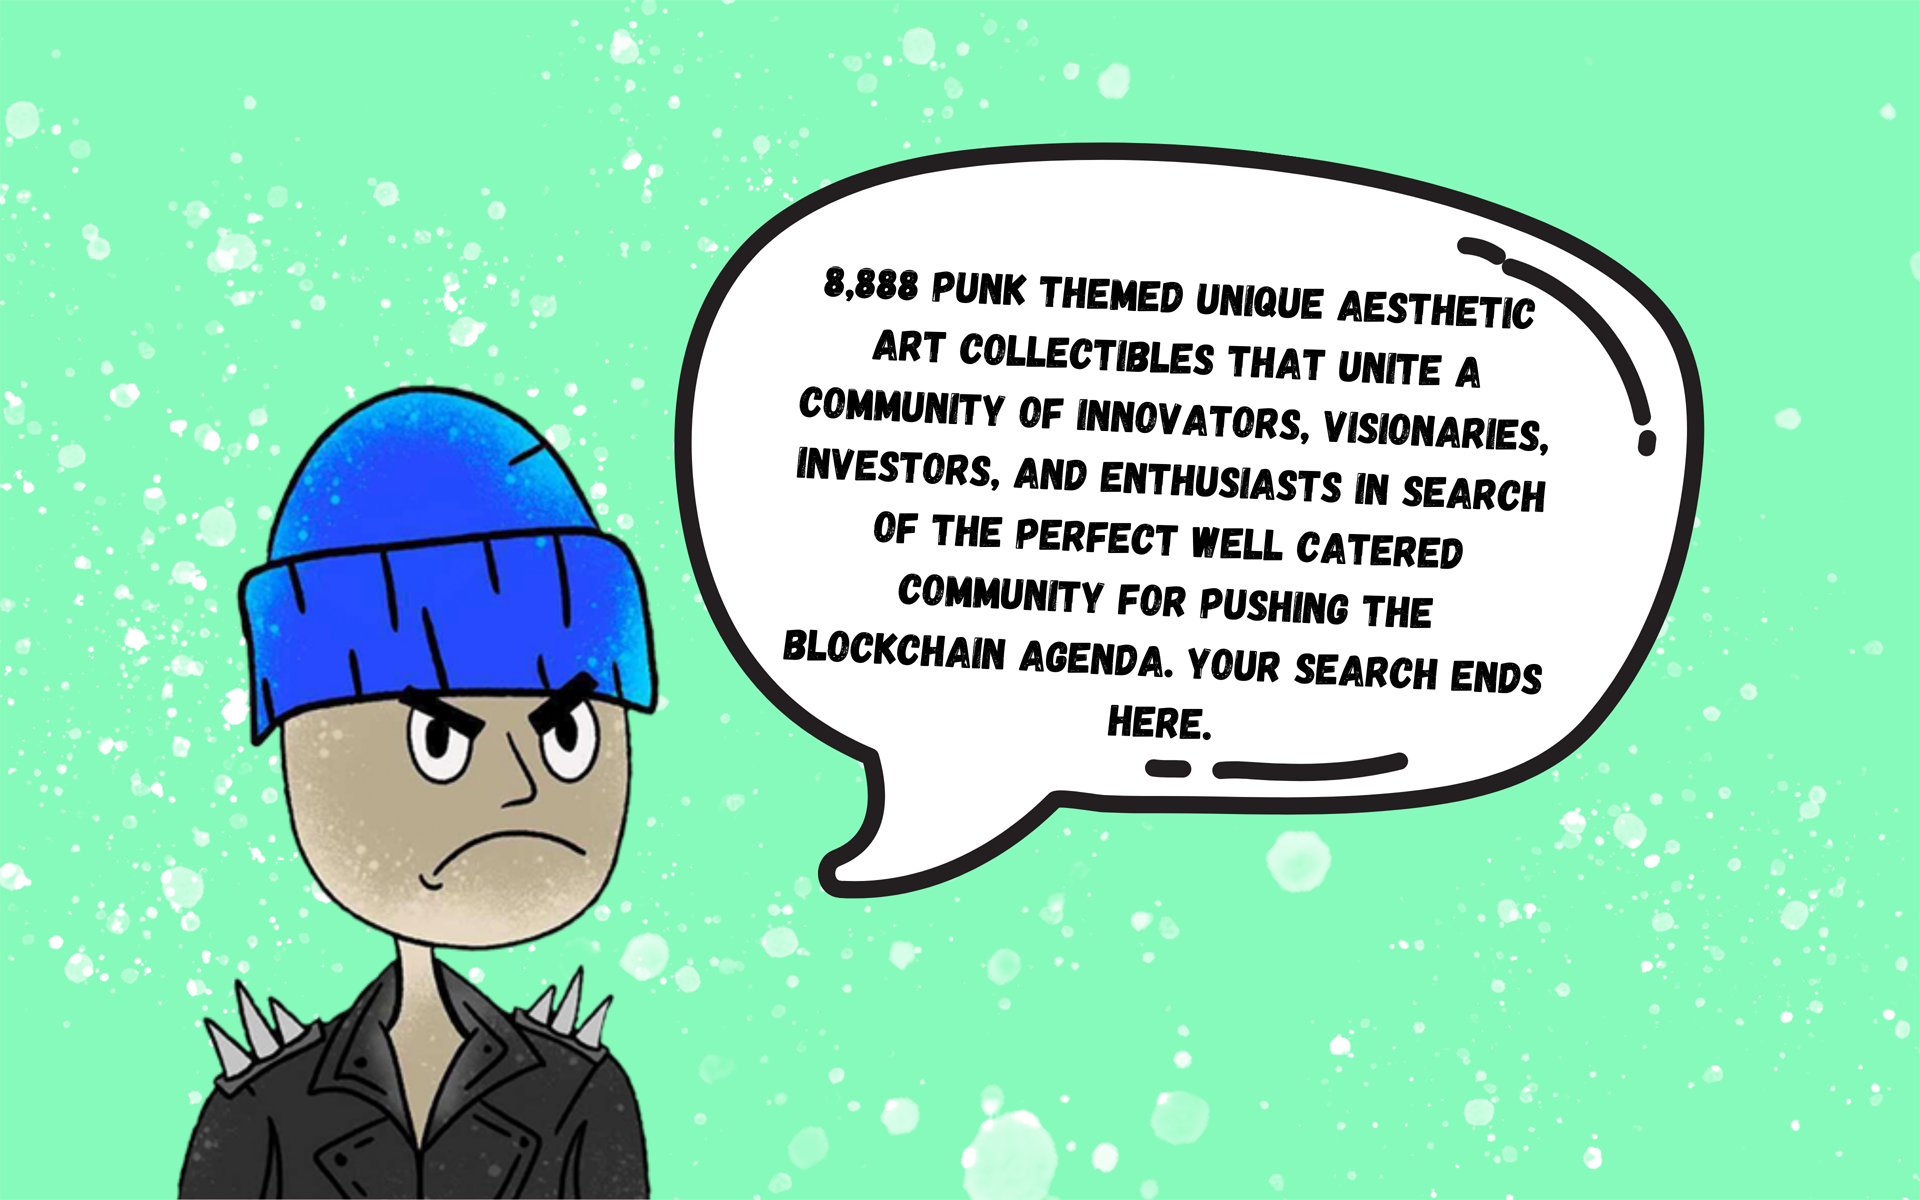 8,888 PUNK THEMED UNIQUE AESTHETIC
ART COLLECTIBLES THAT UNITE A
COMMUNITY OF INNOVATORS, VISIONARIES,
INVESTORS, AND ENTHUSIASTS IN SEARCH
OF THE PERFECT WELL CATERED
COMMUNITY FOR PUSHING THE
BLOCKCHAIN AGENDA. YOUR SEARCH ENDS
HERE.